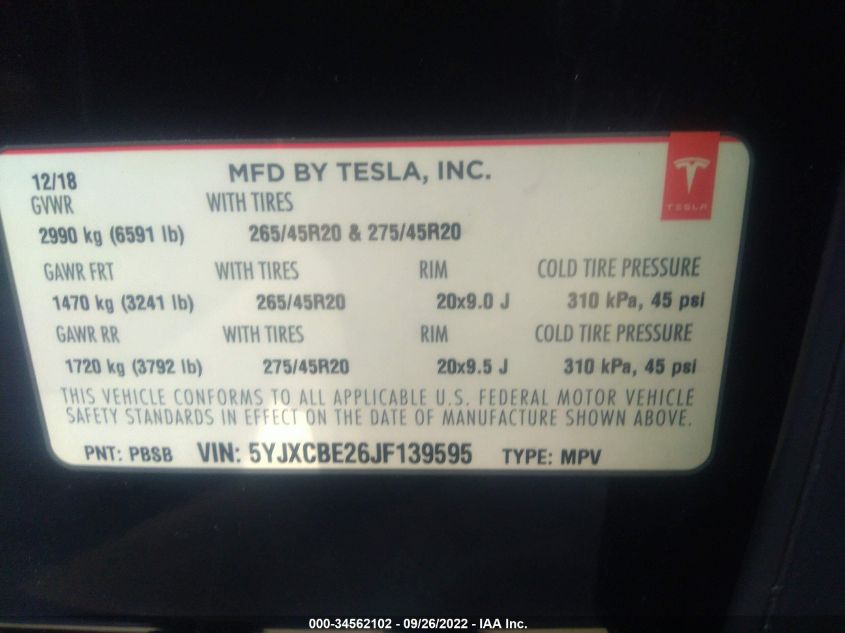 12/18 MFD BY TESLA, INC.
TESLA
GVWR WITH TIRES
2990 kg (6591 lb) 265/45R20 & 275/45R20
GAWR FRT WITH TIRES RIM COLD TIRE PRESSURE
1470 kg (3241 lb) 265/45R20 20x9.0 J 310 kPa, 45 psi
GAWR RR WITH TIRES RIM COLD TIRE PRESSURE
1720 kg (3792 lb) 275/45R20 20x9.5 J 310 kPa, 45 psi
THIS VEHICLE CONFORMS TO ALL APPLICABLE U.S. FEDERAL MOTOR VEHICLE
SAFETY STANDARDS IN EFFECT ON THE DATE OF MANUFACTURE SHOWN ABOVE.
PNT: PBSB VIN: 5YJXCBE26JF139595 TYPE: MPV
000-34562102 - 09/26/2022 - IAA Inc.